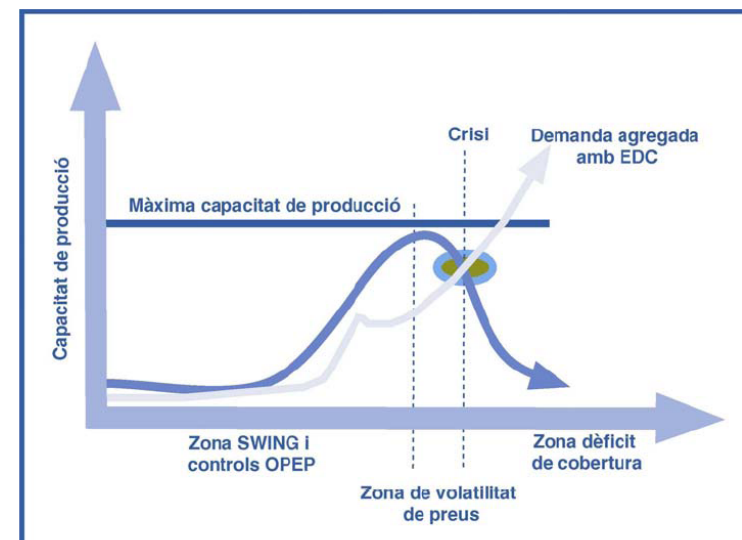 Crisi
Demanda agregada
amb EDC
Màxima capacitat de producció
Capacitat de producció
Zona SWING i
controls OPEP
Zona dèficit
de cobertura
Zona de volatilitat
de preus